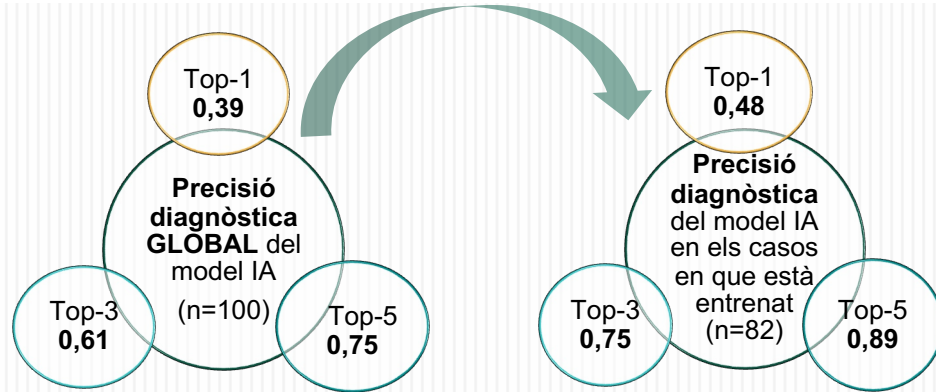 Top-1
0,39
Precisió
diagnòstica
GLOBAL del
model IA
(n=100)
Top-3
0,61
Top-5
0,75
Top-1
0,48
Precisió
diagnòstica
del model IA
en els casos
en que està
entrenat
(n=82)
Top-3
0,75
Top-5
0,89